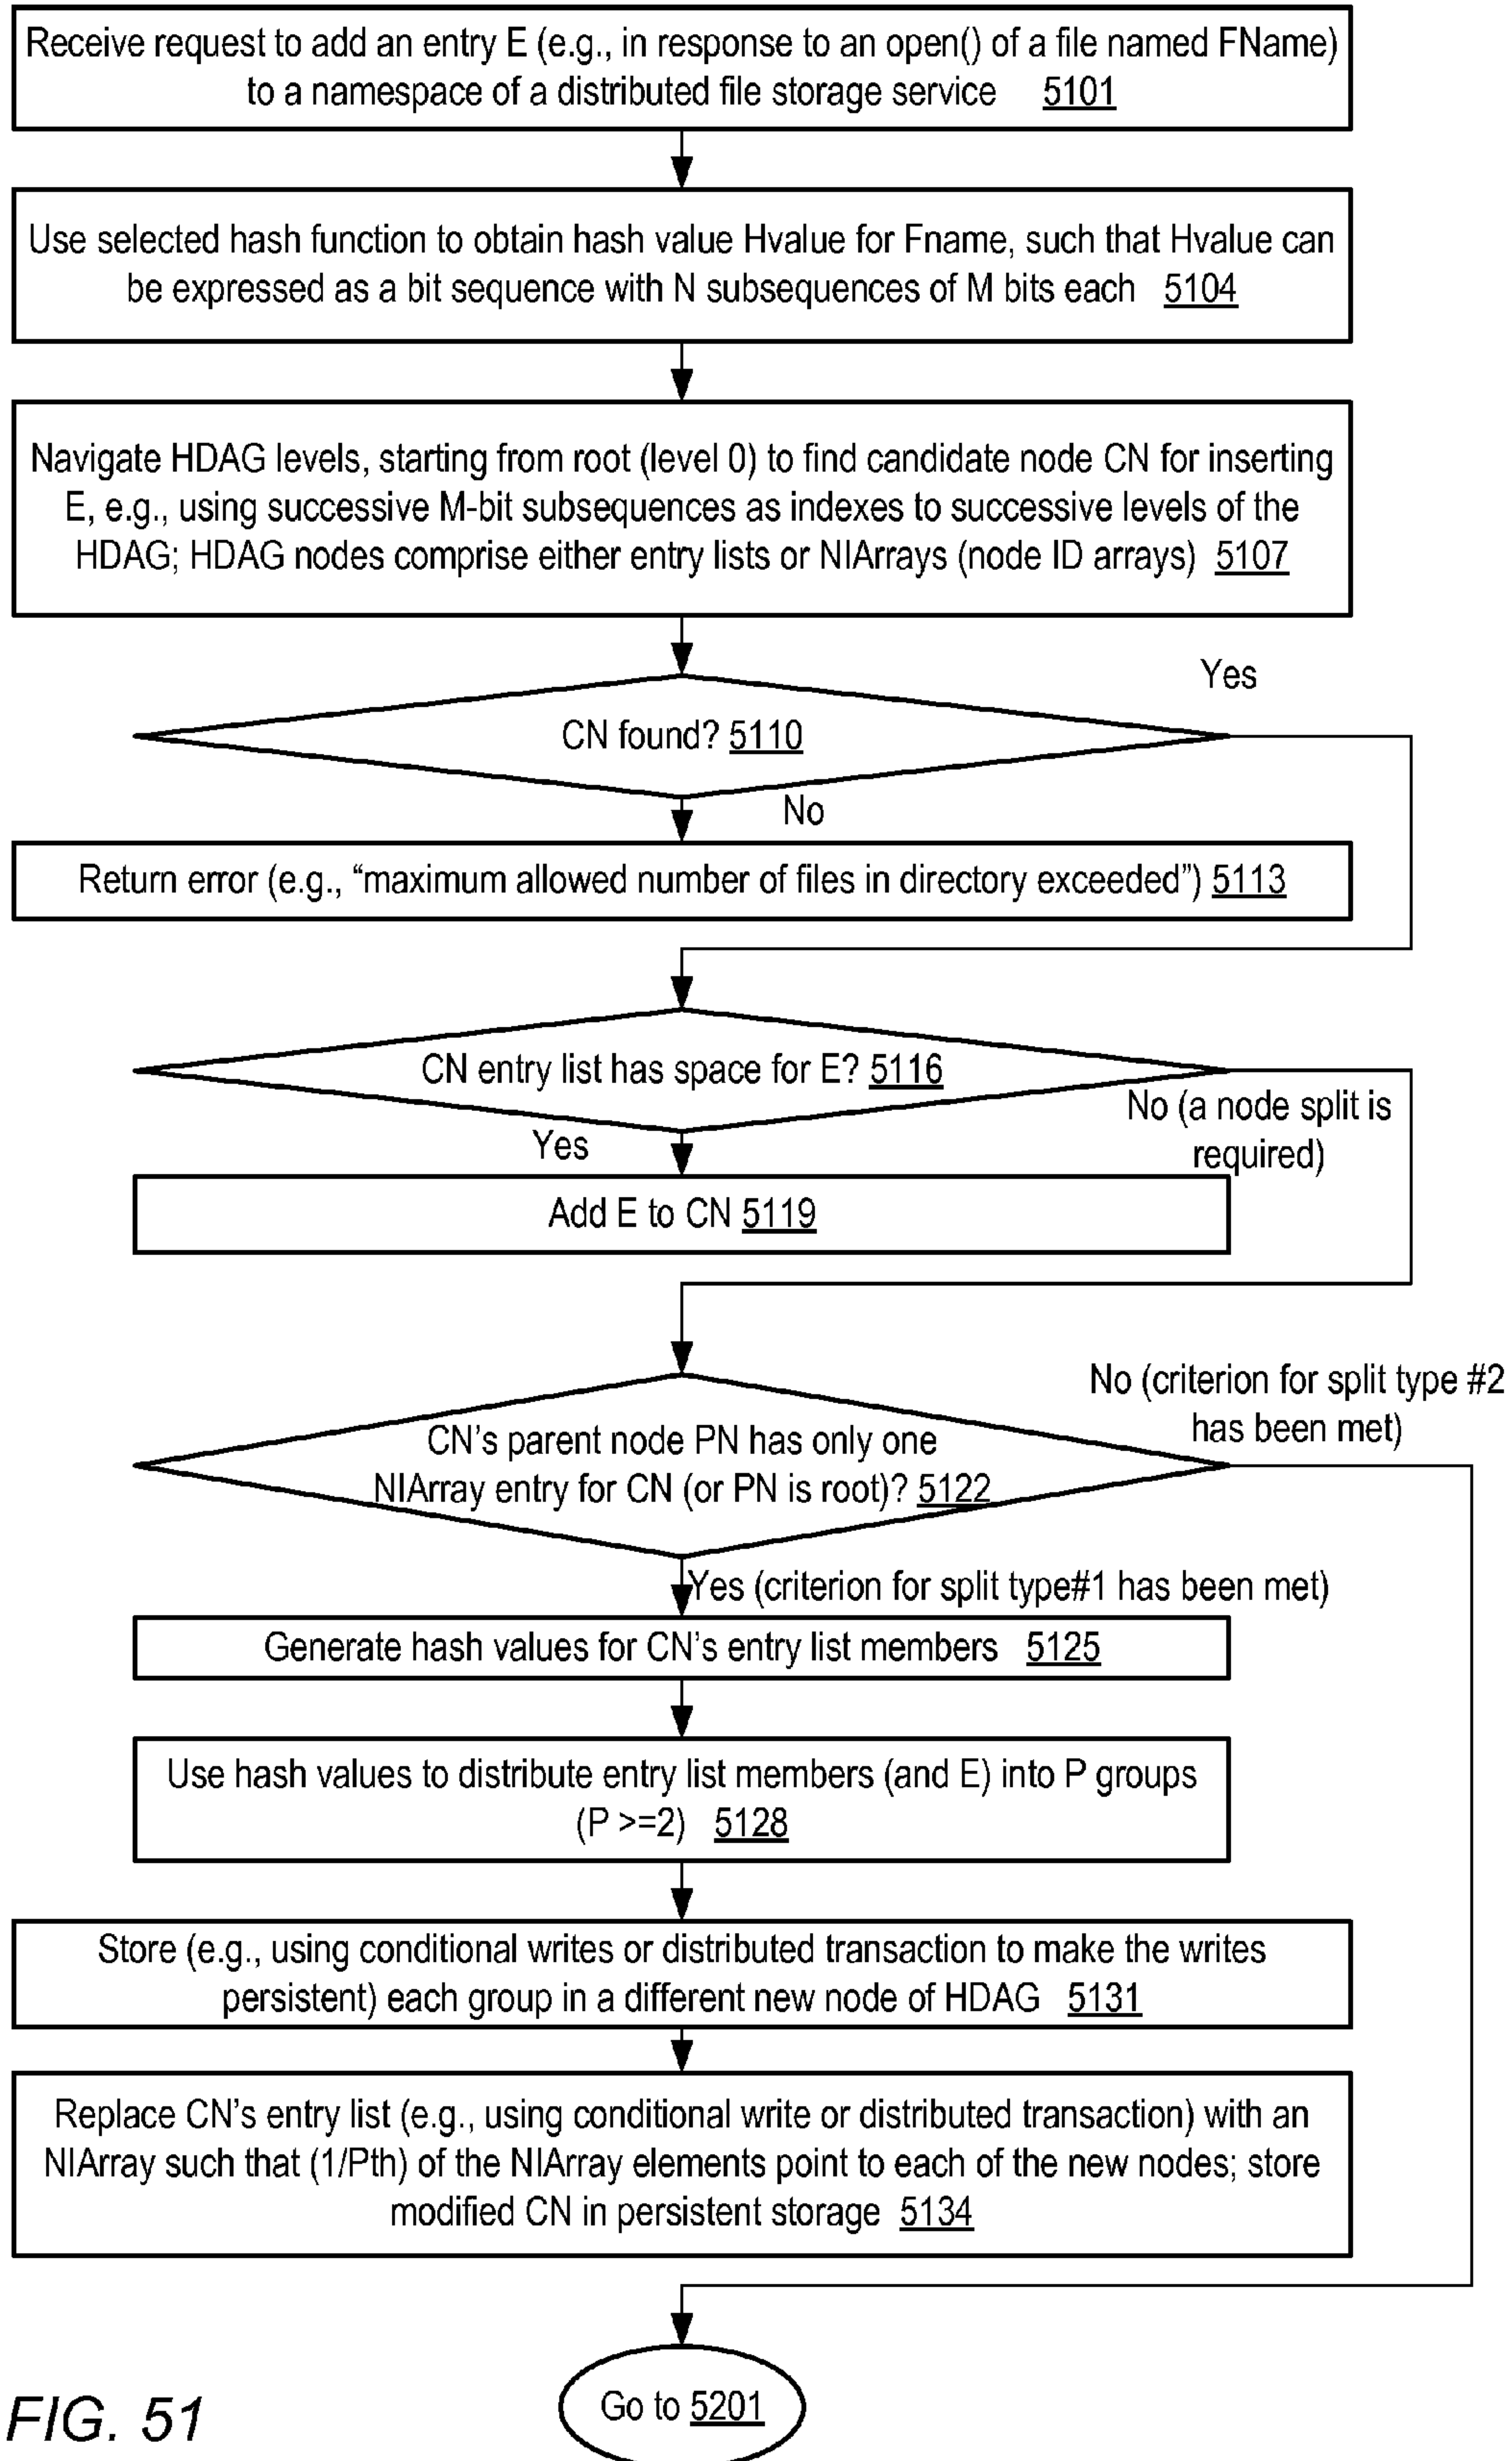 Receive request to add an entry E (e.g., in response to an open() of a file named FName)
to a namespace of a distributed file storage service 5101
Use selected hash function to obtain hash value Hvalue for Fname, such that Hvalue can
be expressed as a bit sequence with N subsequences of M bits each 5104
Navigate HDAG levels, starting from root (level 0) to find candidate node CN for inserting
E, e.g., using successive M-bit subsequences as indexes to successive levels of the
HDAG; HDAG nodes comprise either entry lists or NIArrays (node ID arrays) 5107
Yes
CN found? 5110
No
Return error (e.g., “maximum allowed number of files in directory exceeded”) 5113
CN entry list has space for E? 5116
No (a node split is
required)
Yes
Add E to CN 5119
No (criterion for split type #2
has been met)
CN’s parent node PN has only one
NIArray entry for CN (or PN is root)? 5122
Yes (criterion for split type#1 has been met)
Generate hash values for CN’s entry list members 5125
Use hash values to distribute entry list members (and E) into P groups
(P >=2) 5128
Store (e.g., using conditional writes or distributed transaction to make the writes
persistent) each group in a different new node of HDAG 5131
Replace CN’s entry list (e.g., using conditional write or distributed transaction) with an
NIArray such that (1/Pth) of the NIArray elements point to each of the new nodes; store
modified CN in persistent storage 5134
Go to 5201
FIG. 51